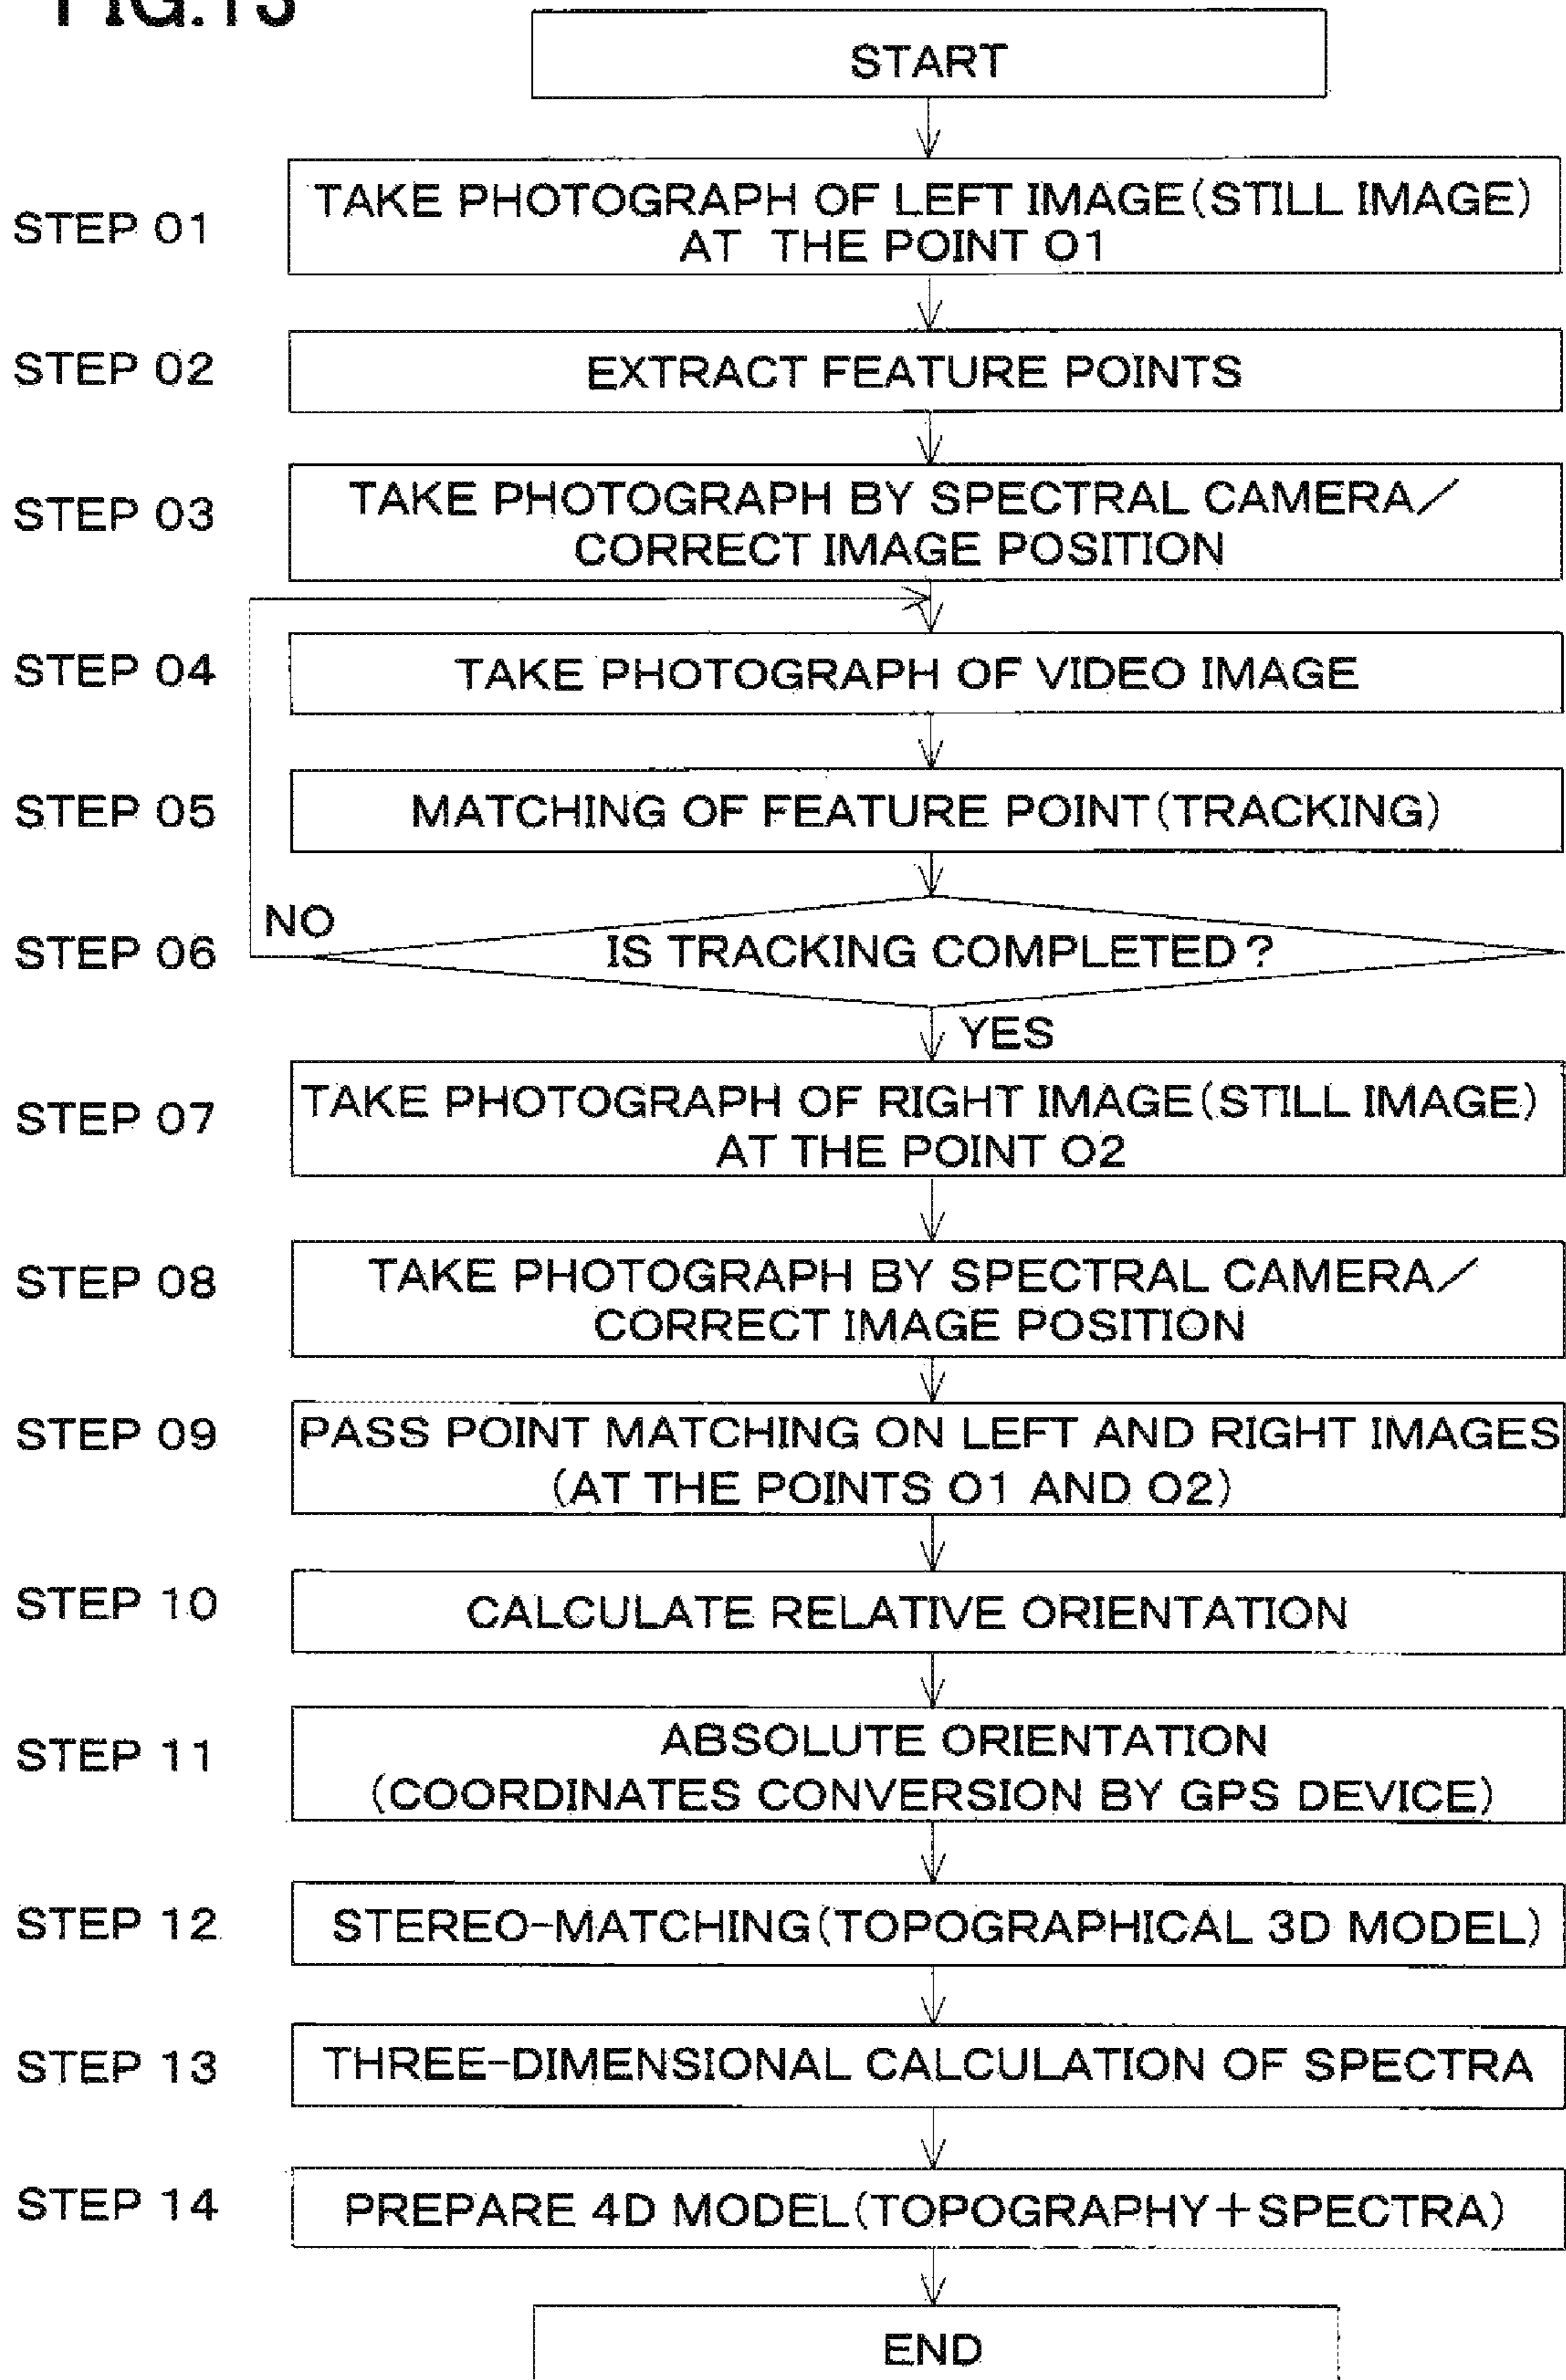 FIG.13
START
STEP 01
TAKE PHOTOGRAPH OF LEFT IMAGE(STILL IMAGE)
AT THE POINT O1
STEP 02
EXTRACT FEATURE POINTS
STEP 03
TAKE PHOTOGRAPH BY SPECTRAL CAMERA/
CORRECT IMAGE POSITION
STEP 04
TAKE PHOTOGRAPH OF VIDEO IMAGE
STEP 05
MATCHING OF FEATURE POINT(TRACKING)
NO
STEP 06
IS TRACKING COMPLETED?
YES
STEP 07
TAKE PHOTOGRAPH OF RIGHT IMAGE(STILL IMAGE)
AT THE POINT O2
STEP 08
TAKE PHOTOGRAPH BY SPECTRAL CAMERA/
CORRECT IMAGE POSITION
STEP 09
PASS POINT MATCHING ON LEFT AND RIGHT IMAGES
(AT THE POINTS O1 AND O2)
STEP 10
CALCULATE RELATIVE ORIENTATION
STEP 11
ABSOLUTE ORIENTATION
(COORDINATES CONVERSION BY GPS DEVICE)
STEP 12
STEREO-MATCHING(TOPOGRAPHICAL 3D MODEL)
STEP 13
THREE-DIMENSIONAL CALCULATION OF SPECTRA
STEP 14
PREPARE 4D MODEL(TOPOGRAPHY+SPECTRA)
END